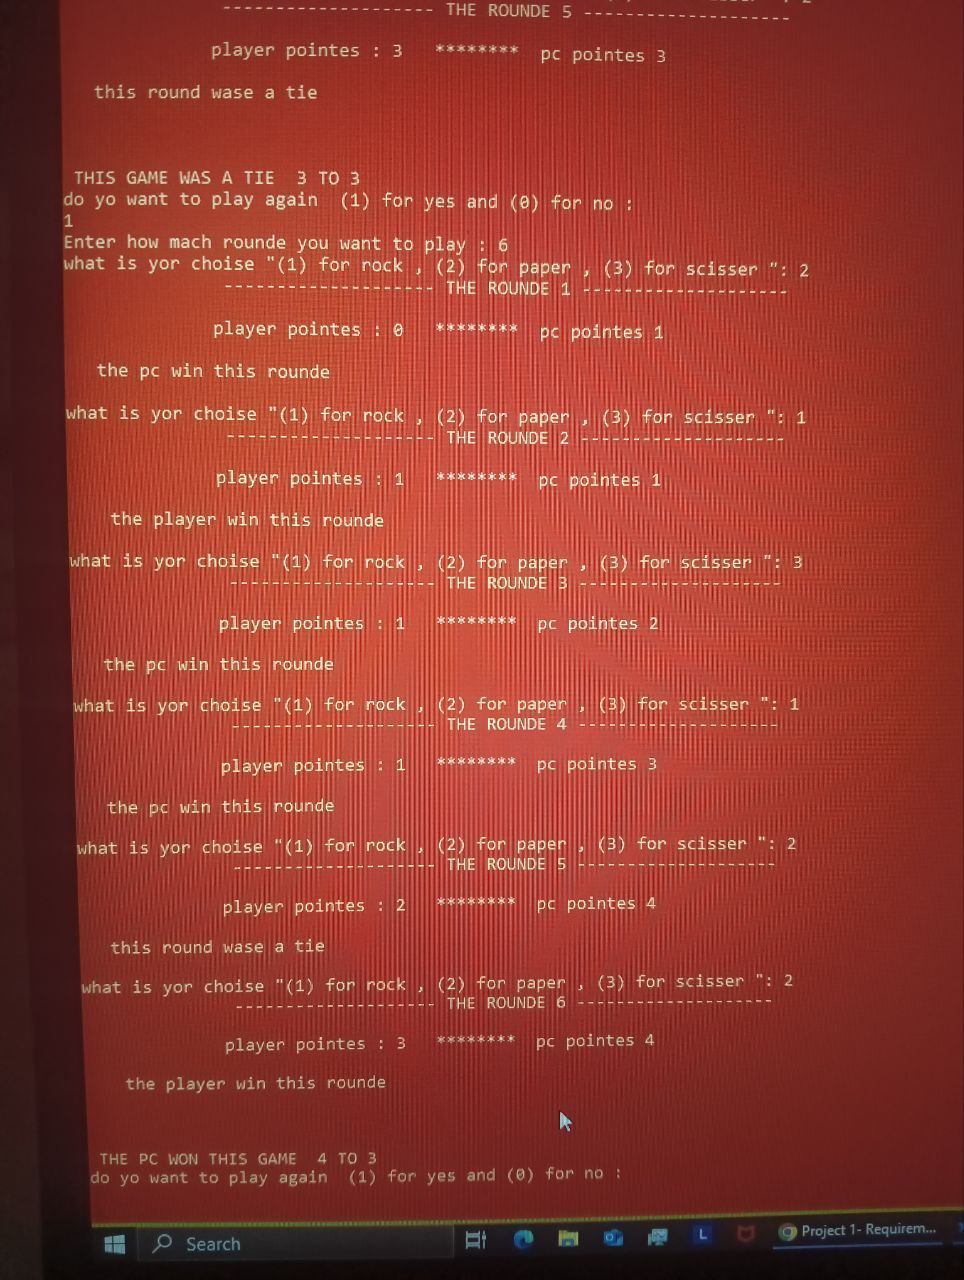 -------------------- THE ROUNDE 5 --------------------
player pointes : 3 ******** pc pointes 3
this round wase a tie
THIS GAME WAS A TIE 3 TO 3
do yo want to play again (1) for yes and (0) for no :
1
Enter how mach rounde you want to play : 6
what is yor choise "(1) for rock , (2) for paper , (3) for scisser ": 2
-------------------- THE ROUNDE 1 --------------------
player pointes : 0 ******** pc pointes 1
the pc win this rounde
what is yor choise "(1) for rock , (2) for paper , (3) for scisser ": 1
-------------------- THE ROUNDE 2 --------------------
player pointes : 1 ******** pc pointes 1
the player win this rounde
what is yor choise "(1) for rock , (2) for paper , (3) for scisser ": 3
-------------------- THE ROUNDE 3 --------------------
player pointes : 1 ******** pc pointes 2
the pc win this rounde
what is yor choise "(1) for rock , (2) for paper , (3) for scisser ": 1
-------------------- THE ROUNDE 4 --------------------
player pointes : 1 ******** pc pointes 3
the pc win this rounde
what is yor choise "(1) for rock , (2) for paper , (3) for scisser ": 2
-------------------- THE ROUNDE 5 --------------------
player pointes : 2 ******** pc pointes 4
this round wase a tie
what is yor choise "(1) for rock , (2) for paper , (3) for scisser ": 2
-------------------- THE ROUNDE 6 --------------------
player pointes : 3 ******** pc pointes 4
the player win this rounde
THE PC WON THIS GAME 4 TO 3
do yo want to play again (1) for yes and (0) for no :
Search L Project 1- Requirem...